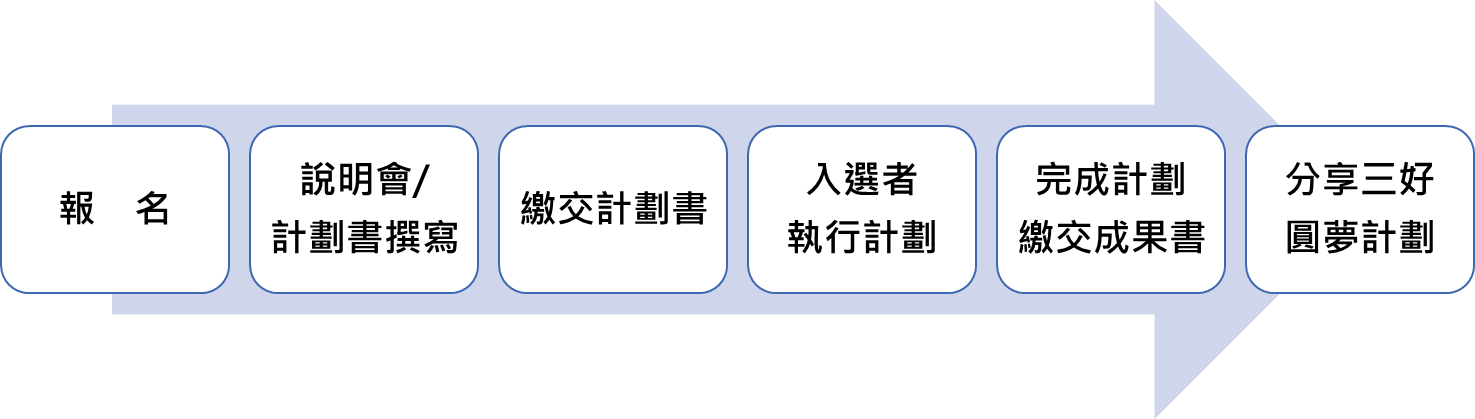 報　名
說明會/
計劃書撰寫
繳交計劃書
入選者
執行計劃
完成計劃
繳交成果書
分享三好
圓夢計劃